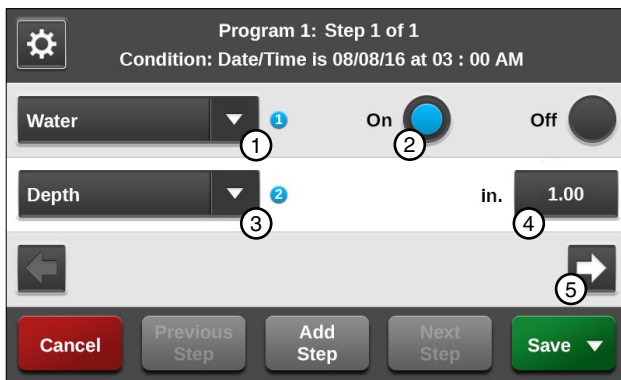 Program 1: Step 1 of 1
Condition: Date/Time is 08/08/16 at 03 : 00 AM
Water 1 On Off
1 2
Depth 2 in. 1.00
3 4
5
Cancel Previous Step Add Step Next Step Save